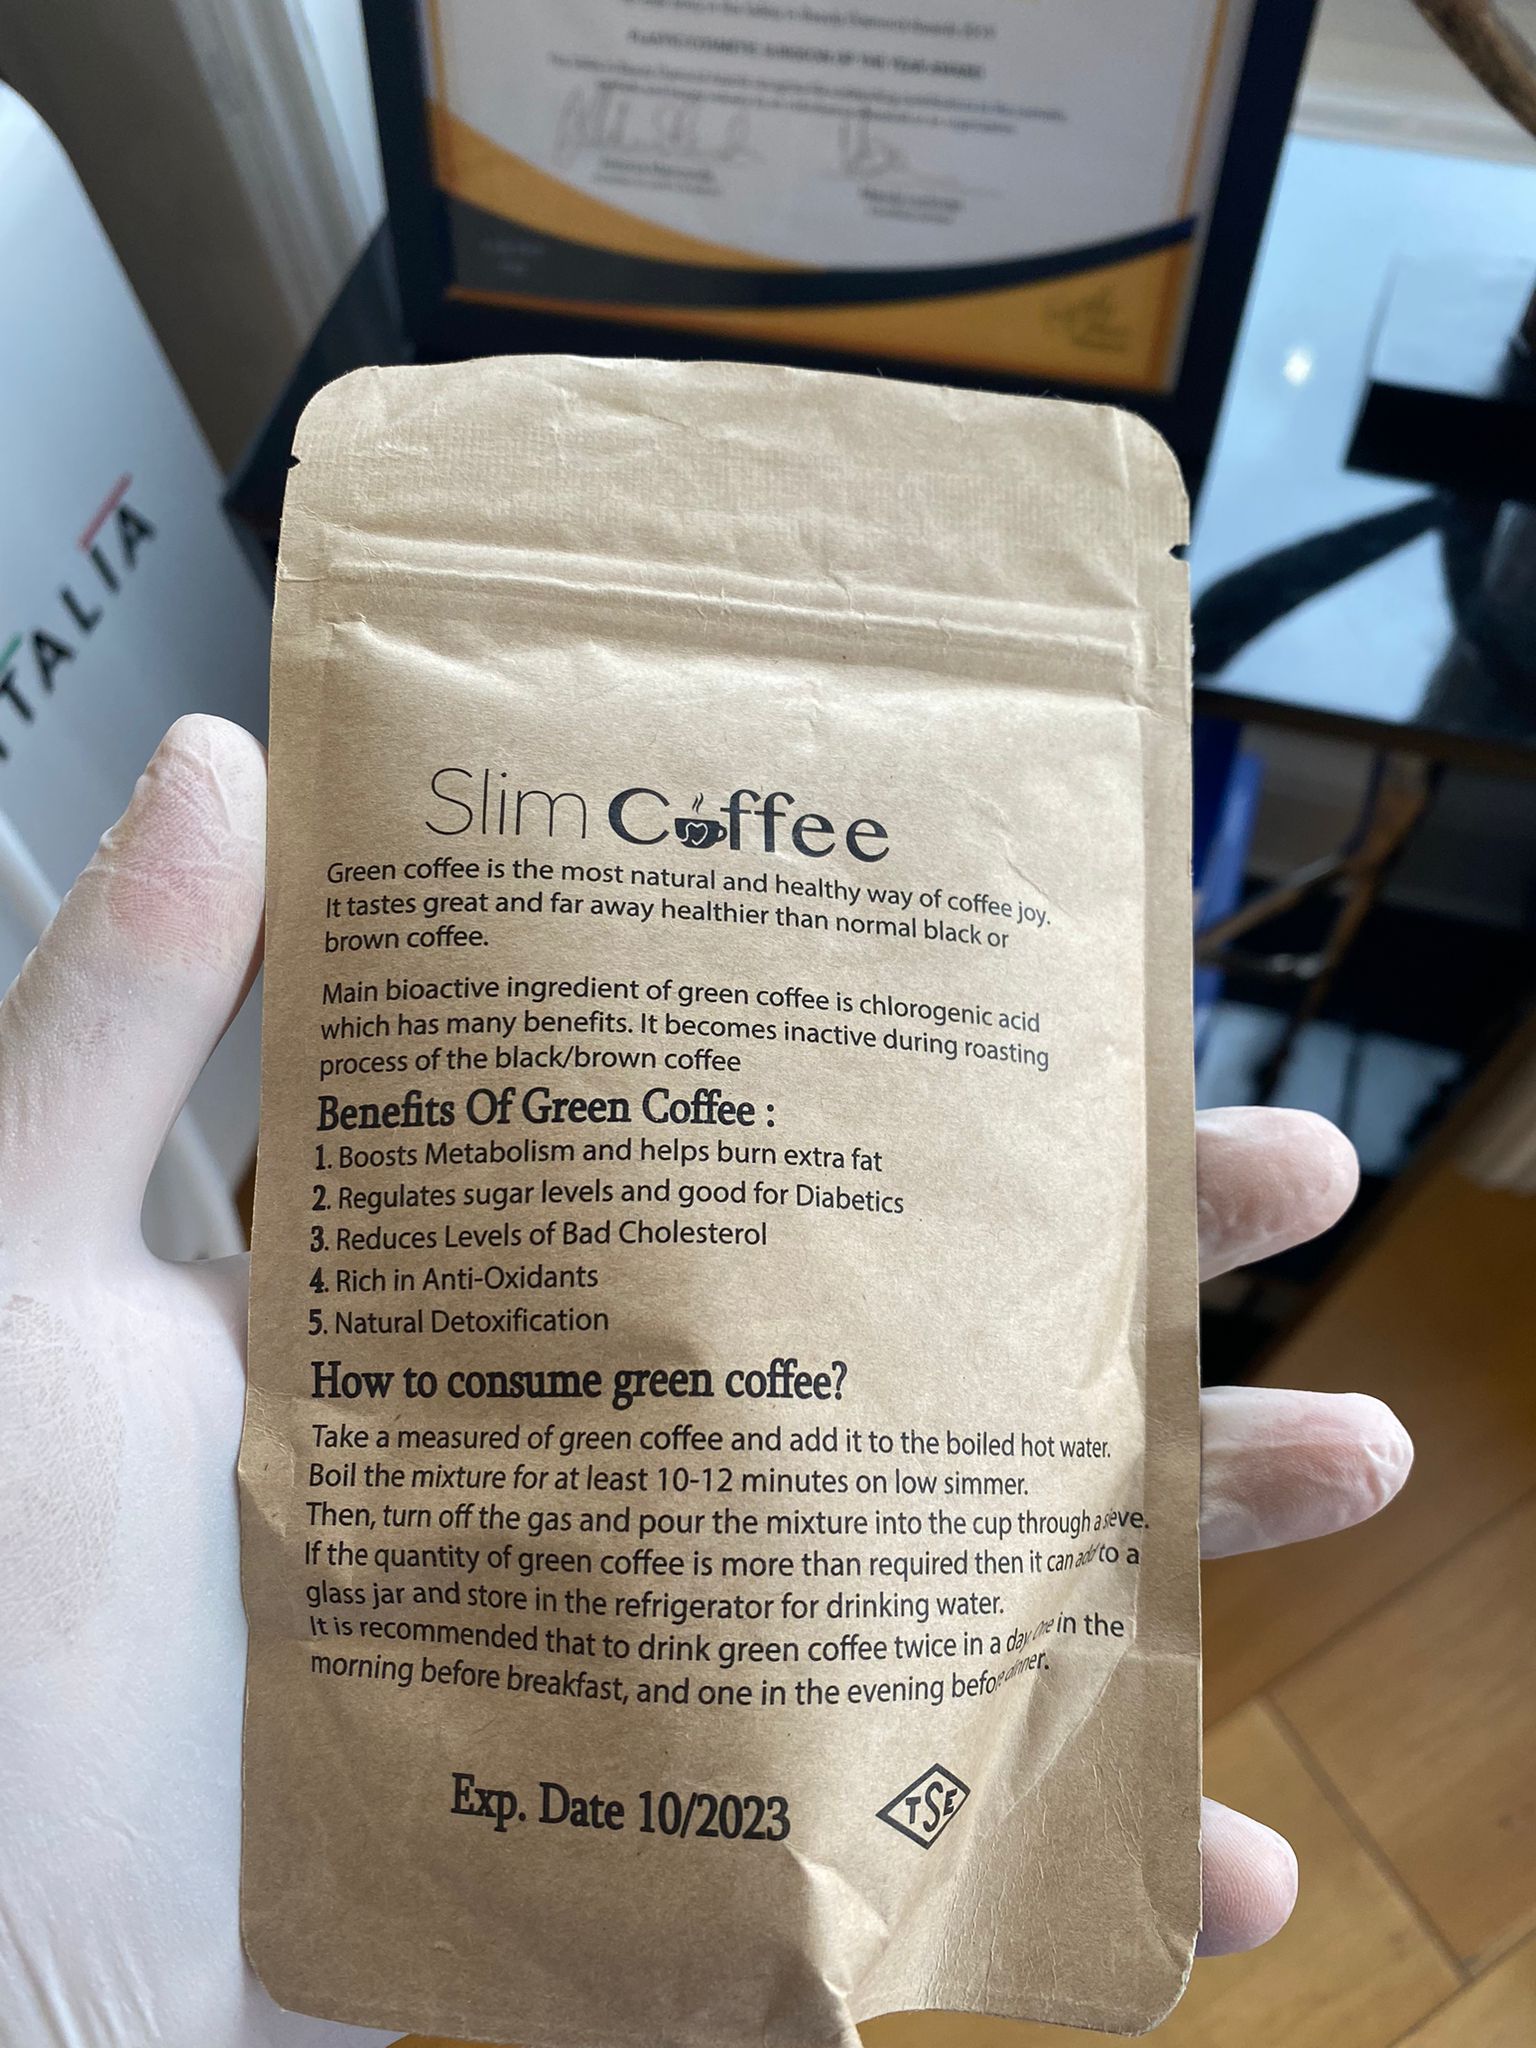 PLASTIC/COSMETIC SURGEON OF THE YEAR AWARD
ITALIA
Slim Coffee
Green coffee is the most natural and healthy way of coffee joy.
It tastes great and far away healthier than normal black or
brown coffee.
Main bioactive ingredient of green coffee is chlorogenic acid
which has many benefits. It becomes inactive during roasting
process of the black/brown coffee
Benefits Of Green Coffee :
1. Boosts Metabolism and helps burn extra fat
2. Regulates sugar levels and good for Diabetics
3. Reduces Levels of Bad Cholesterol
4. Rich in Anti-Oxidants
5. Natural Detoxification
How to consume green coffee?
Take a measured of green coffee and add it to the boiled hot water.
Boil the mixture for at least 10-12 minutes on low simmer.
Then, turn off the gas and pour the mixture into the cup through a sieve.
If the quantity of green coffee is more than required then it can add to a
glass jar and store in the refrigerator for drinking water.
It is recommended that to drink green coffee twice in a day. One in the
morning before breakfast, and one in the evening before dinner.
Exp. Date 10/2023
TSE